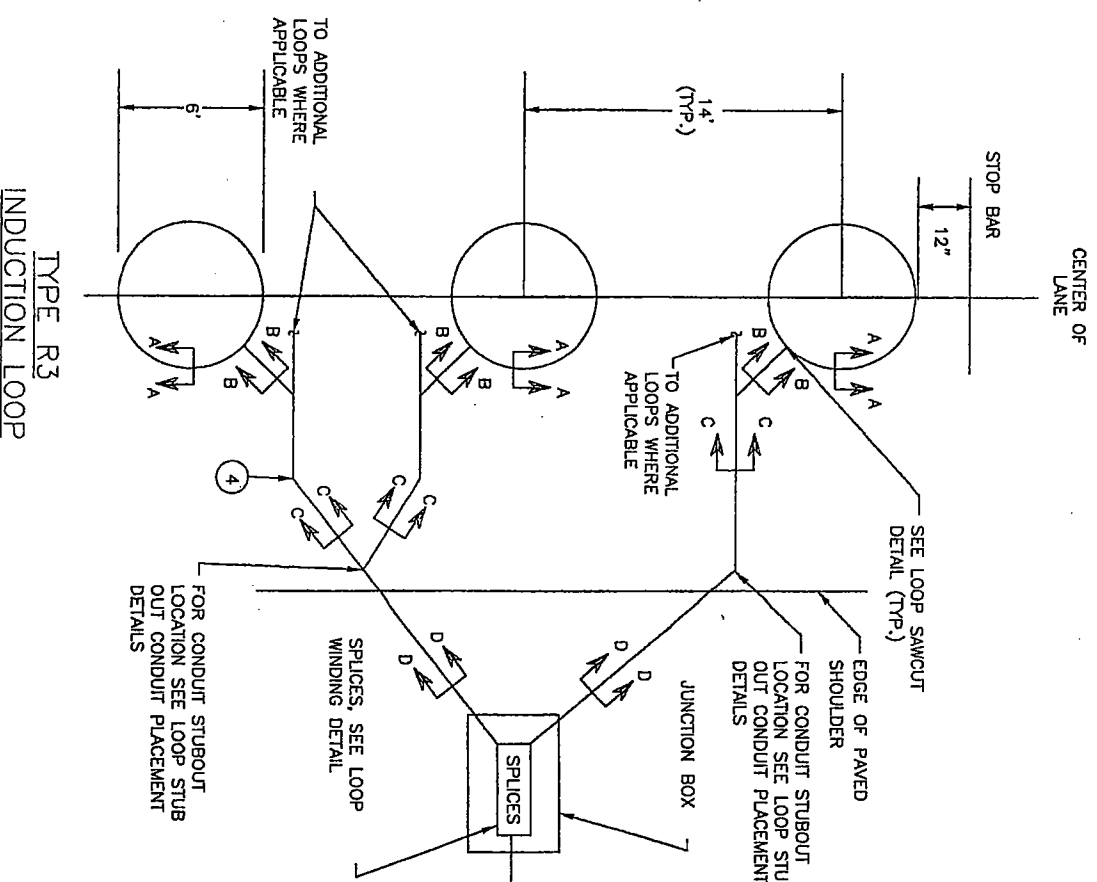 CENTER OF
LANE
STOP BAR
12"
14'
(TYP.)
6'
TO ADDITIONAL
LOOPS WHERE
APPLICABLE
A
A
B
B
A
A
B
B
B
B
A
A
TO ADDITIONAL
LOOPS WHERE
APPLICABLE
C
C
C
C
C
C
4
SEE LOOP SAWCUT
DETAIL (TYP.)
EDGE OF PAVED
SHOULDER
FOR CONDUIT STUBOUT
LOCATION SEE LOOP STU
OUT CONDUIT PLACEMENT
DETAILS
D
D
D
D
JUNCTION BOX
SPLICES
SPLICES, SEE LOOP
WINDING DETAIL
FOR CONDUIT STUBOUT
LOCATION SEE LOOP STUB
OUT CONDUIT PLACEMENT
DETAILS
TYPE R3
INDUCTION LOOP